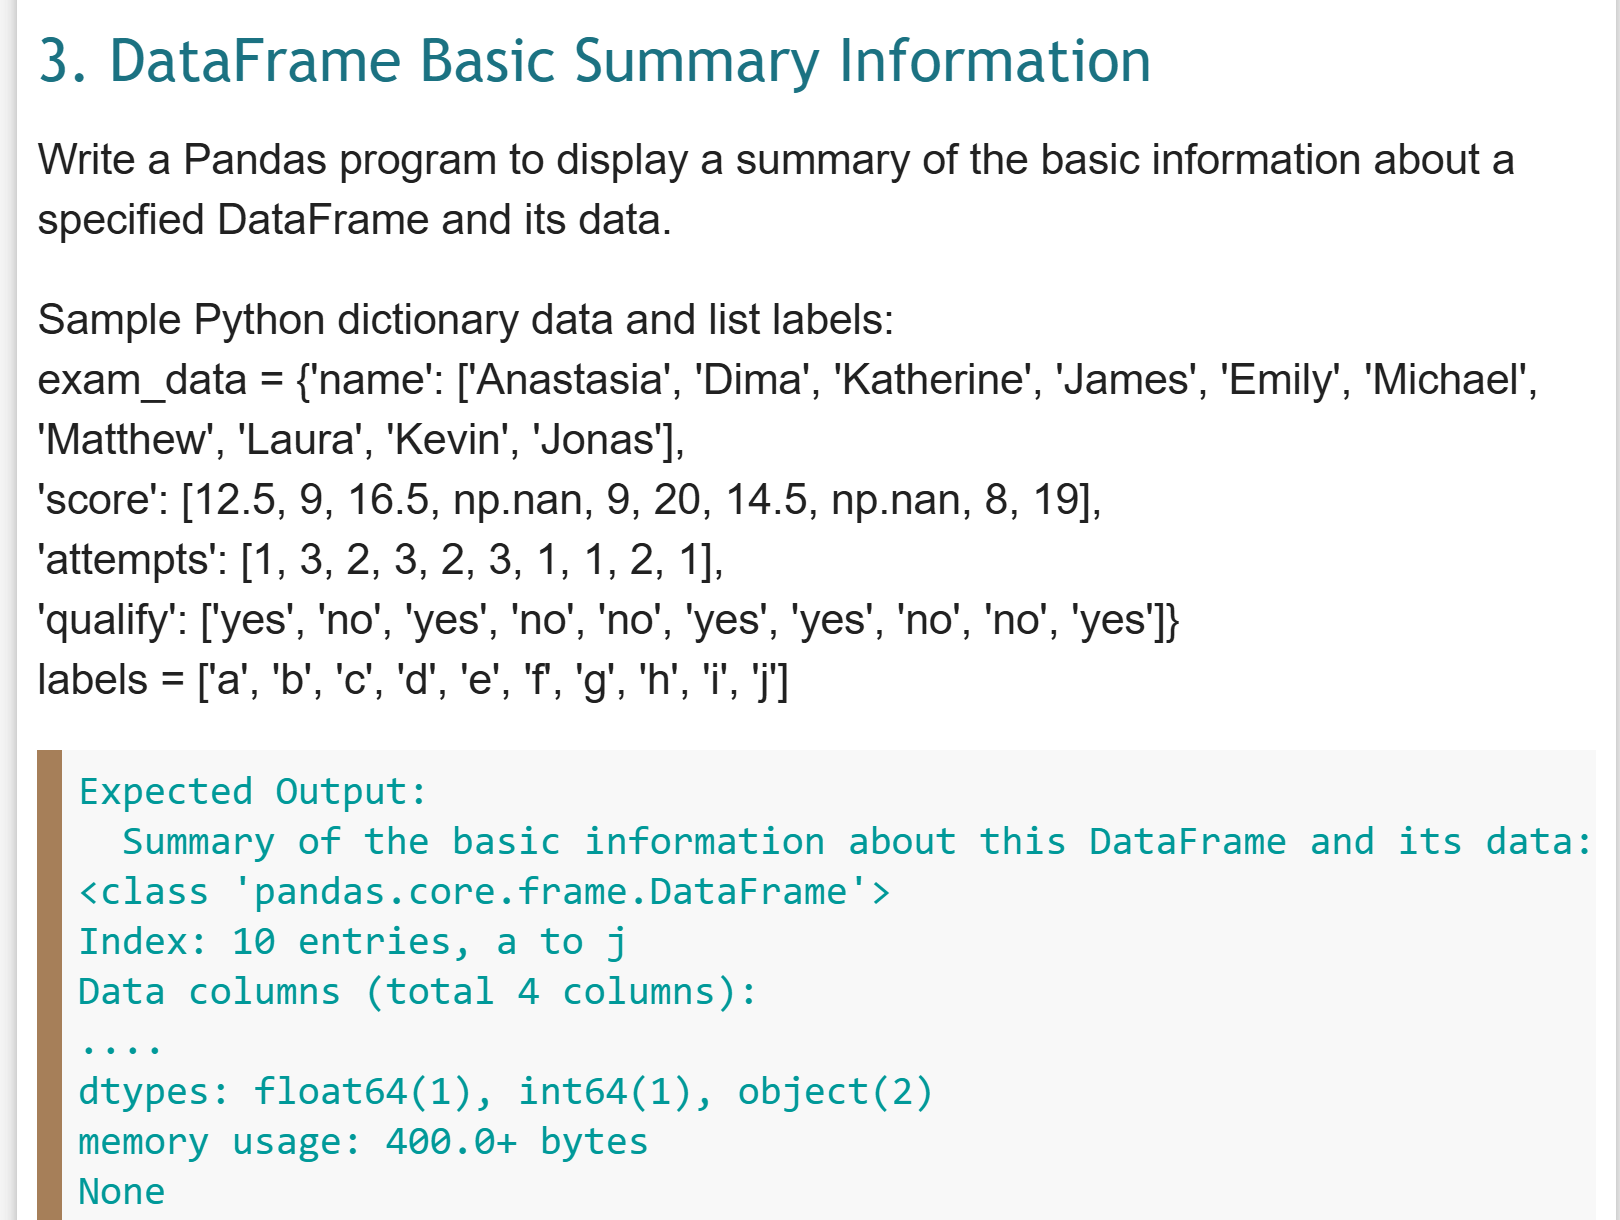 3. DataFrame Basic Summary Information
Write a Pandas program to display a summary of the basic information about a
specified DataFrame and its data.
Sample Python dictionary data and list labels:
exam_data = {'name': ['Anastasia', 'Dima', 'Katherine', 'James', 'Emily', 'Michael',
'Matthew', 'Laura', 'Kevin', 'Jonas'],
'score': [12.5, 9, 16.5, np.nan, 9, 20, 14.5, np.nan, 8, 19],
'attempts': [1, 3, 2, 3, 2, 3, 1, 1, 2, 1],
'qualify': ['yes', 'no', 'yes', 'no', 'no', 'yes', 'yes', 'no', 'no', 'yes']}
labels = ['a', 'b', 'c', 'd', 'e', 'f', 'g', 'h', 'i', 'j']
Expected Output:
  Summary of the basic information about this DataFrame and its data:
<class 'pandas.core.frame.DataFrame'>
Index: 10 entries, a to j
Data columns (total 4 columns):
....
dtypes: float64(1), int64(1), object(2)
memory usage: 400.0+ bytes
None